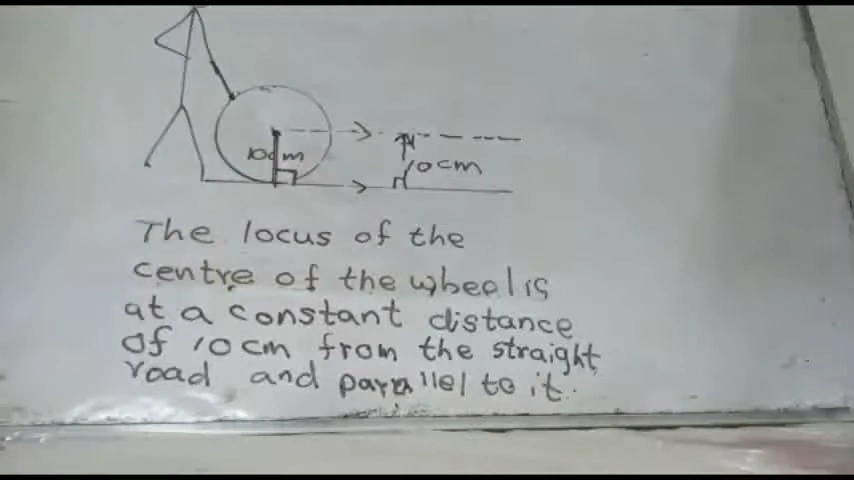 10cm
10cm
The locus of the
centre of the wheel is
at a constant distance
of 10cm from the straight
road and parallel to it.